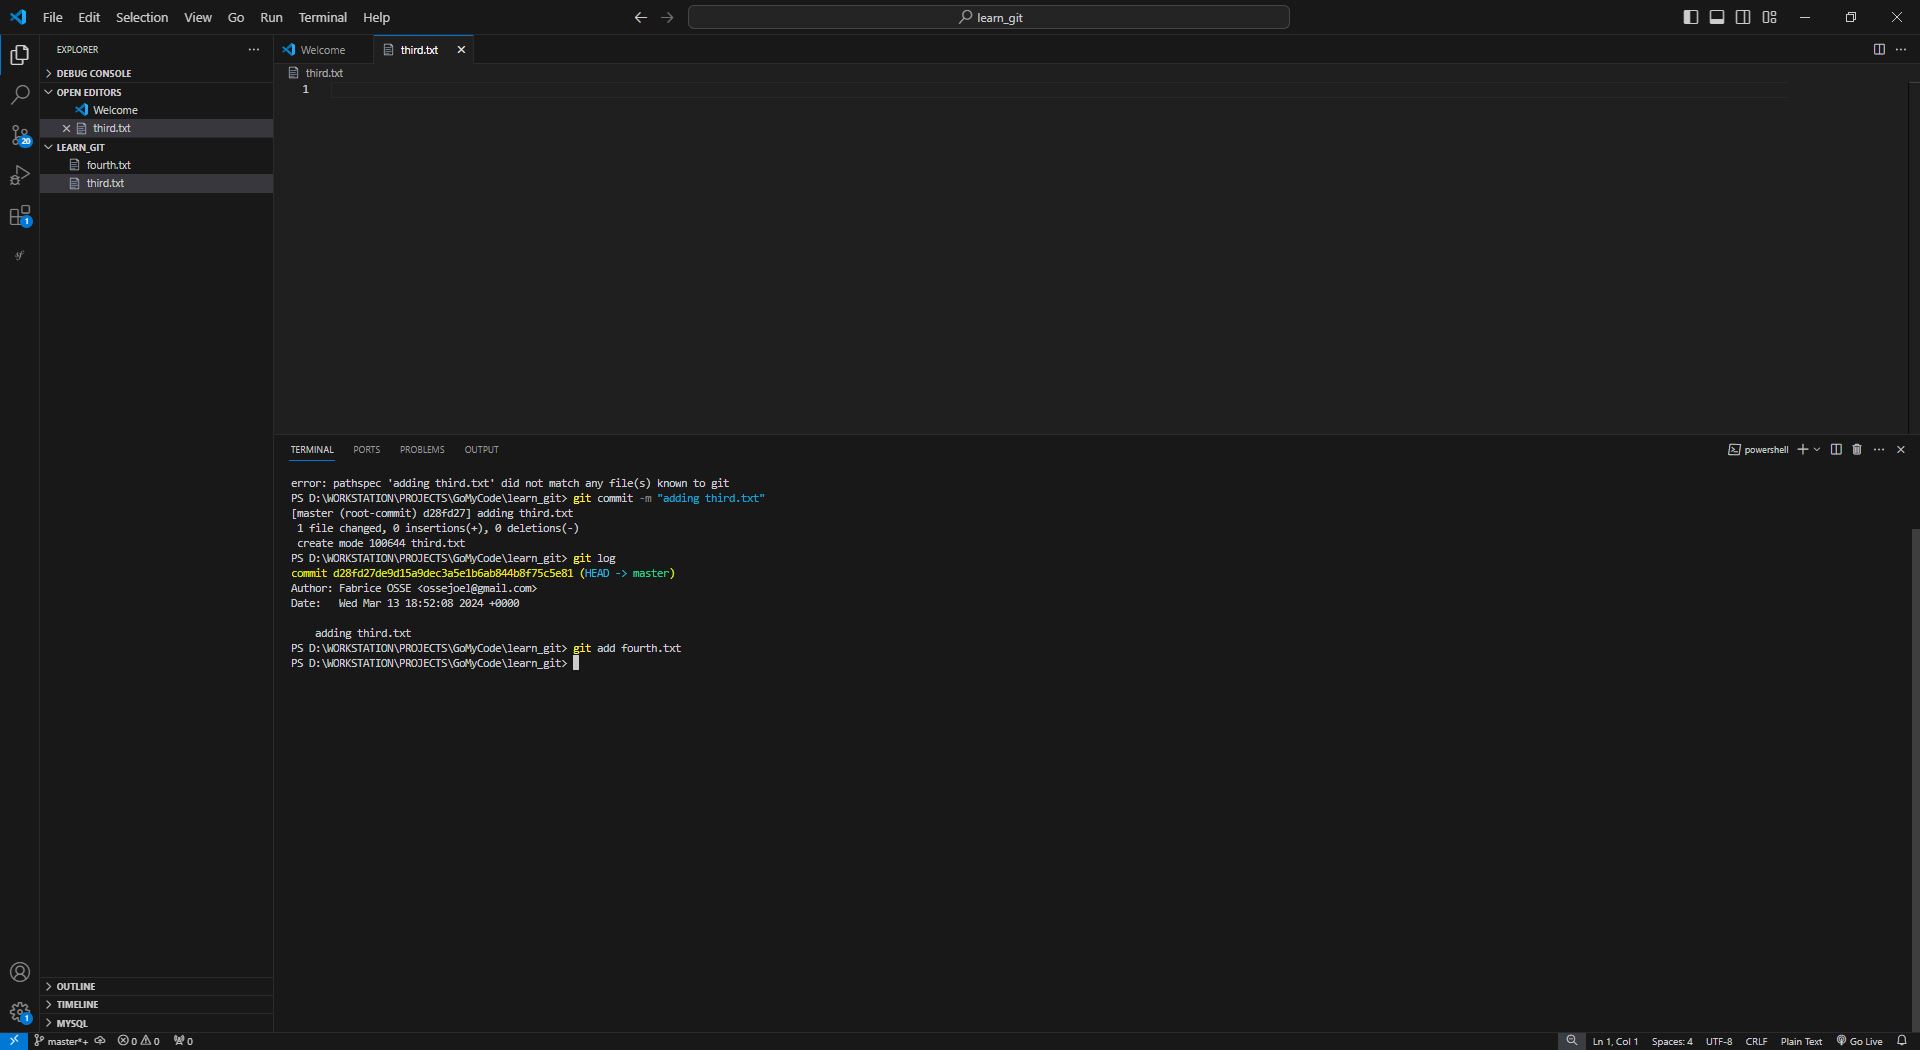 File Edit Selection View Go Run Terminal Help
learn_git
EXPLORER
DEBUG CONSOLE
OPEN EDITORS
Welcome
third.txt
LEARN_GIT
fourth.txt
third.txt
20
1
Welcome
third.txt
third.txt
1
TERMINAL PORTS PROBLEMS OUTPUT
powershell
error: pathspec 'adding third.txt' did not match any file(s) known to git
PS D:\WORKSTATION\PROJECTS\GoMyCode\learn_git> git commit -m "adding third.txt"
[master (root-commit) d28fd27] adding third.txt
1 file changed, 0 insertions(+), 0 deletions(-)
create mode 100644 third.txt
PS D:\WORKSTATION\PROJECTS\GoMyCode\learn_git> git log
commit d28fd27de9d15a9dec3a5e1b6ab844b8f75c5e81 (HEAD -> master)
Author: Fabrice OSSE <ossejoel@gmail.com>
Date:   Wed Mar 13 18:52:08 2024 +0000
adding third.txt
PS D:\WORKSTATION\PROJECTS\GoMyCode\learn_git> git add fourth.txt
PS D:\WORKSTATION\PROJECTS\GoMyCode\learn_git>
OUTLINE
TIMELINE
MYSQL
1
master*+ 0 0 0
Ln 1, Col 1 Spaces: 4 UTF-8 CRLF Plain Text Go Live